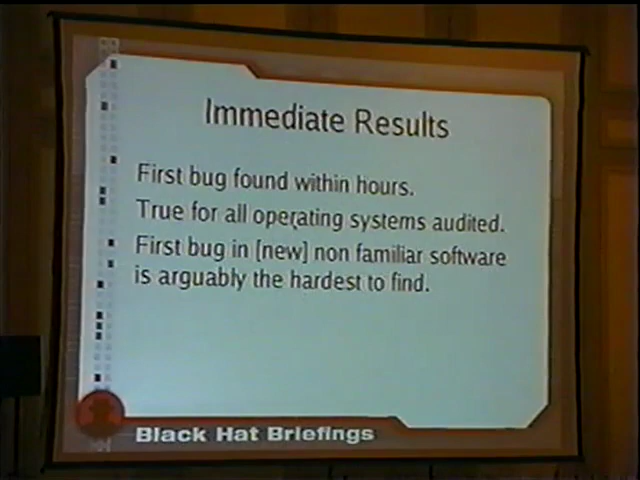 Immediate Results
First bug found within hours.
True for all operating systems audited.
First bug in [new] non familiar software
is arguably the hardest to find.
Black Hat Briefings